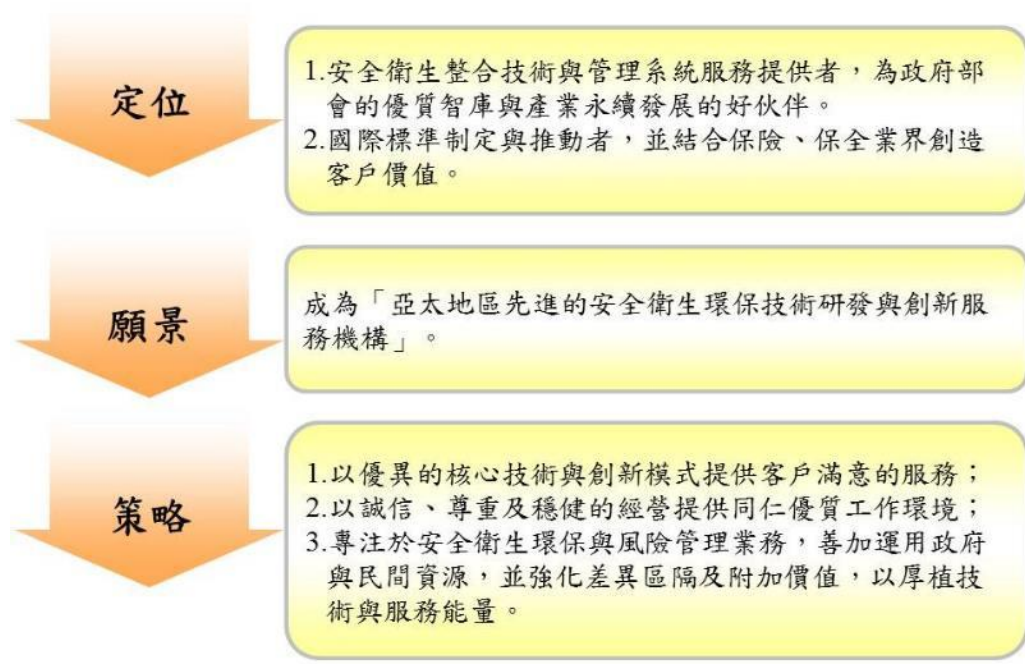 定位
1.安全衛生整合技術與管理系統服務提供者，為政府部
會的優質智庫與產業永續發展的好伙伴。
2.國際標準制定與推動者，並結合保險、保全業界創造
客戶價值。
願景
成為「亞太地區先進的安全衛生環保技術研發與創新服
務機構」。
策略
1.以優異的核心技術與創新模式提供客戶滿意的服務；
2.以誠信、尊重及穩健的經營提供同仁優質工作環境；
3.專注於安全衛生環保與風險管理業務，善加運用政府
與民間資源，並強化差異區隔及附加價值，以厚植技
術與服務能量。